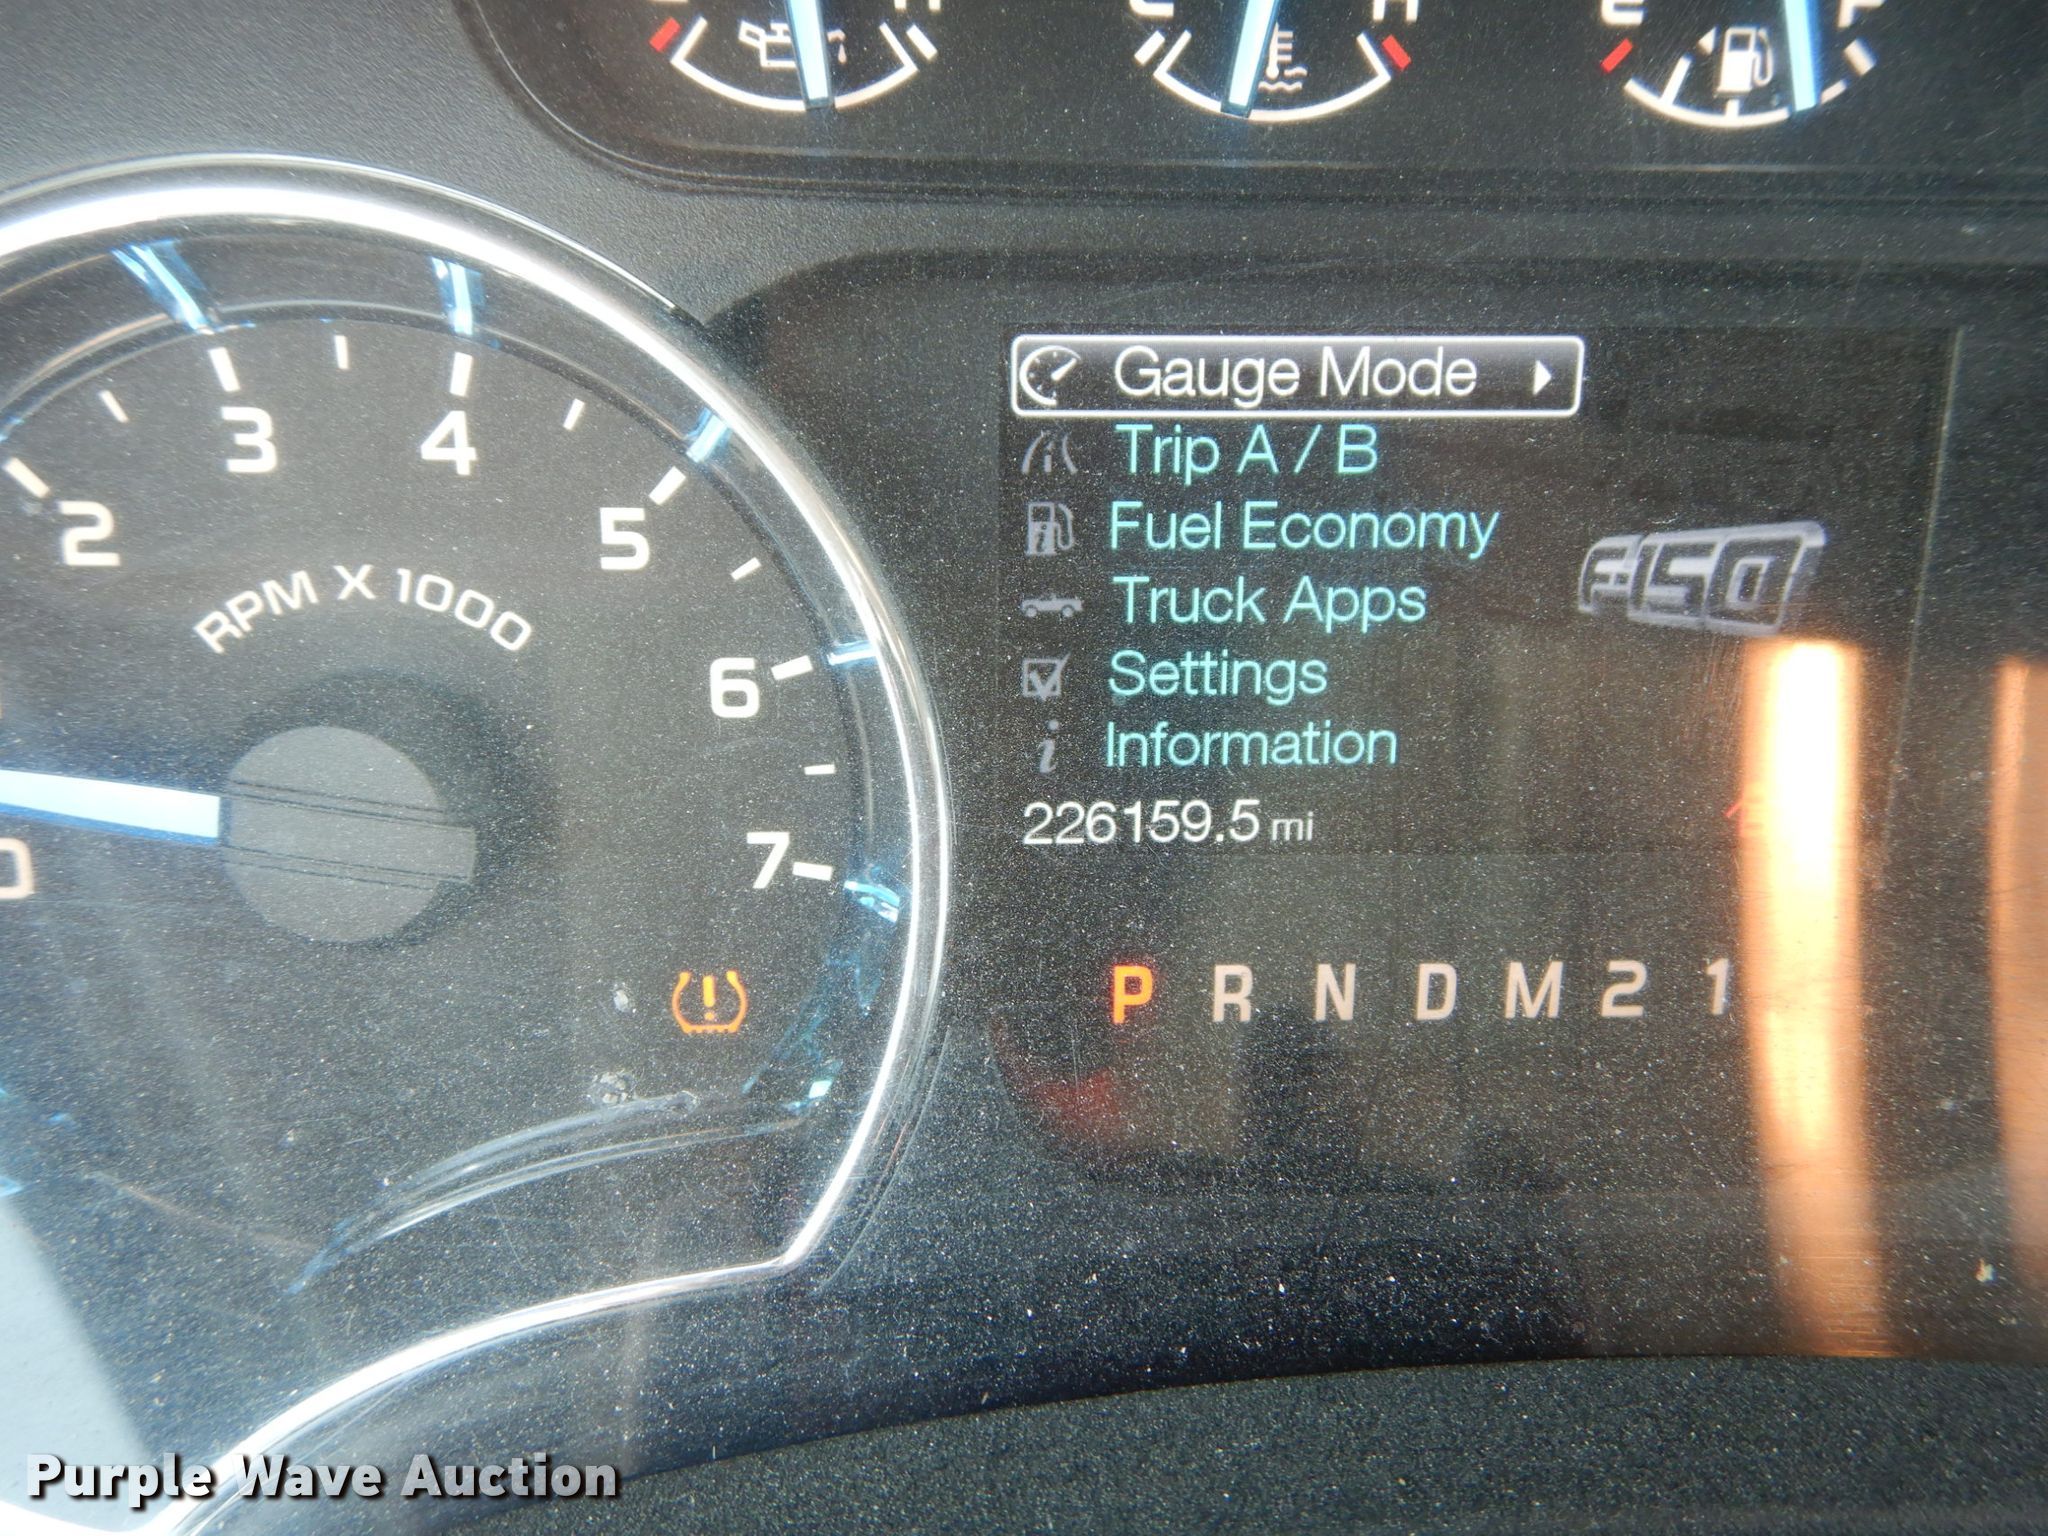 H
H
E F
3 4
2 5
RPM X 1000
6
7
0
Gauge Mode
Trip A / B
Fuel Economy
Truck Apps
Settings
Information
F-150
226159.5 mi
P R N D M 2 1
Purple Wave Auction